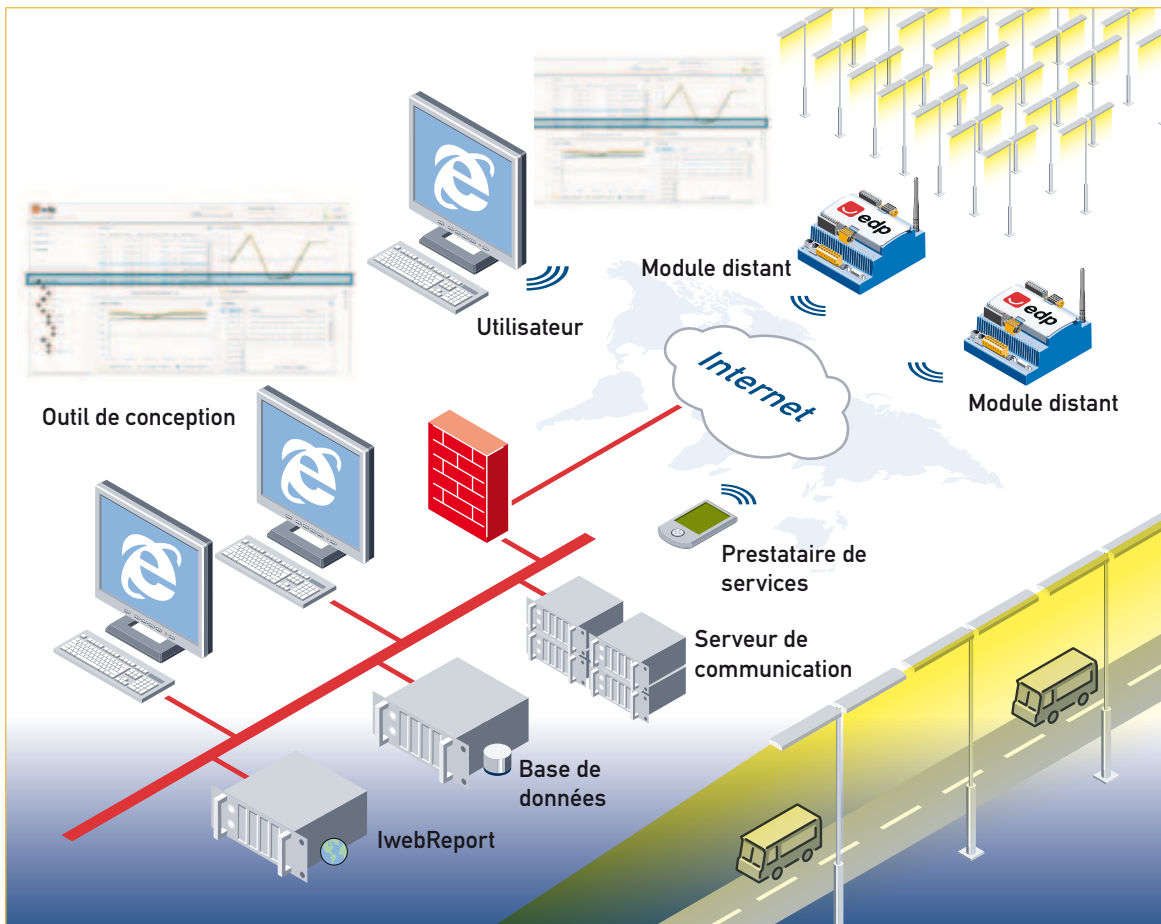 edp
Module distant
edp
Utilisateur
Internet
Module distant
Outil de conception
Prestataire de
services
Serveur de
communication
Base de
données
IwebReport